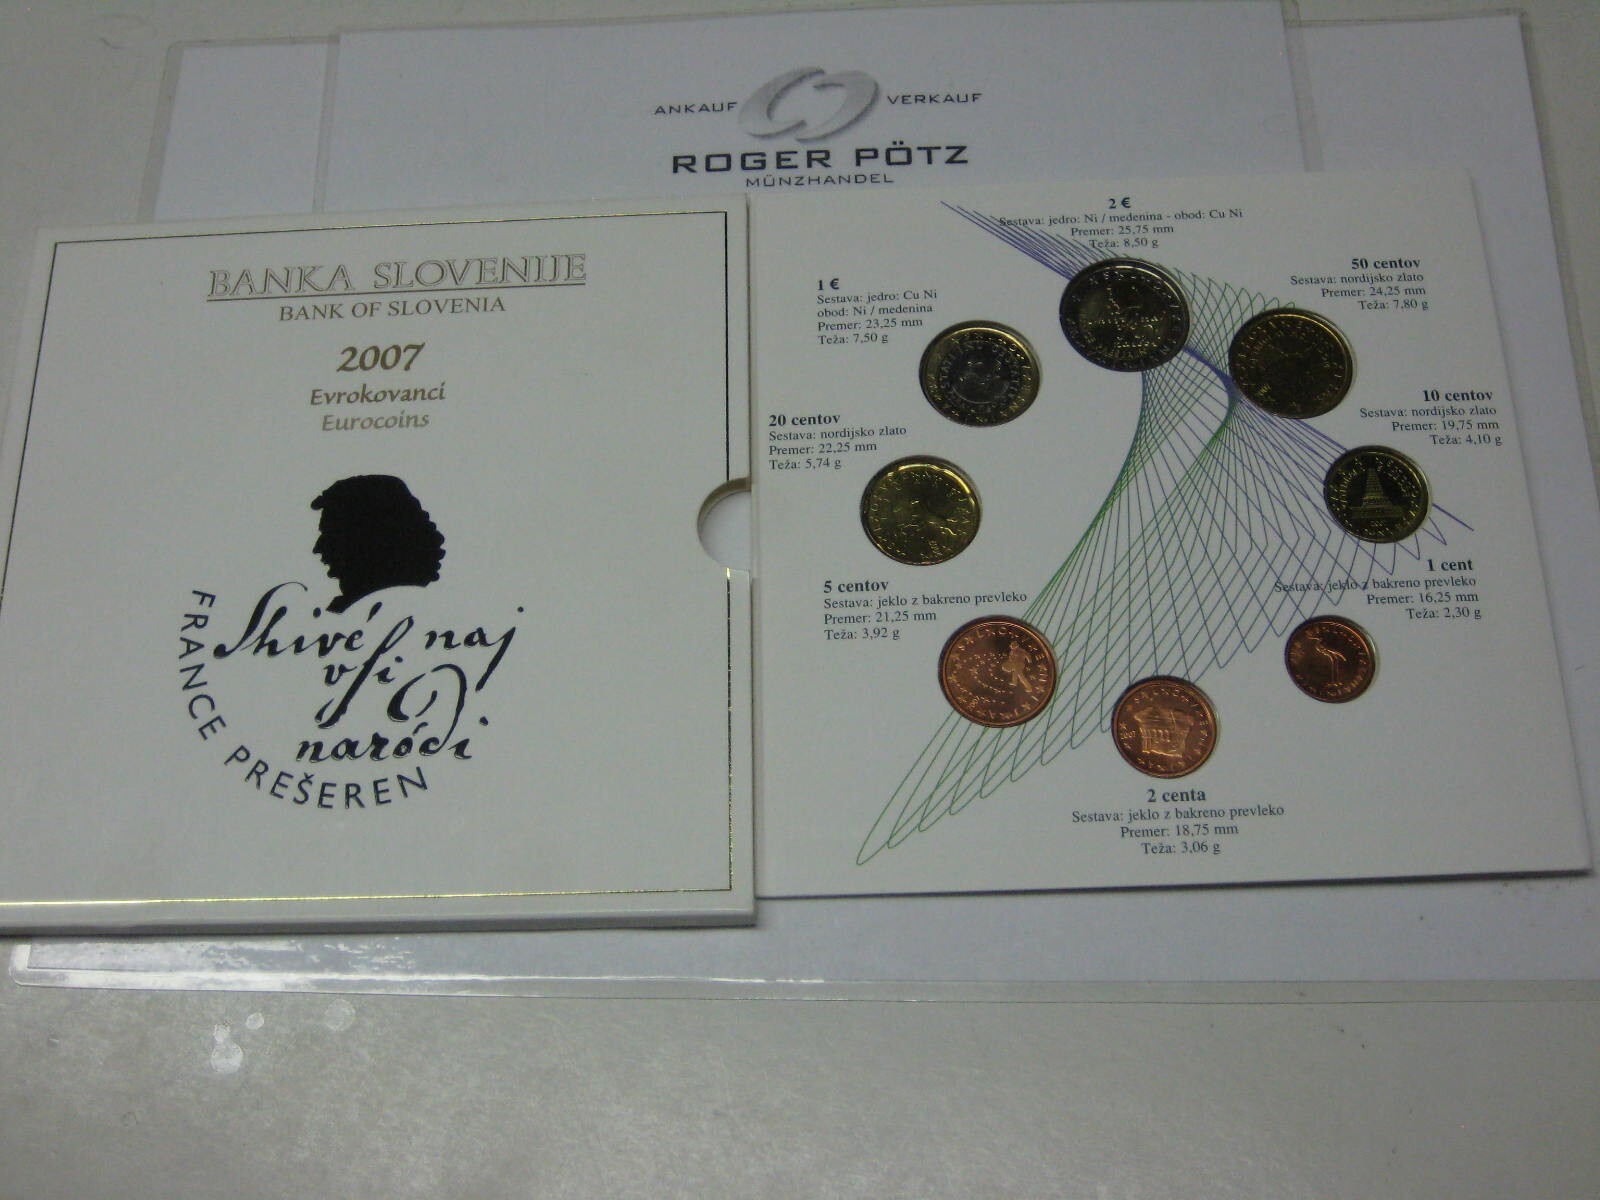 ANKAUF VERKAUF
ROGER PÖTZ
MÜNZHANDEL
BANKA SLOVENIJE
BANK OF SLOVENIA
2007
Evrokovanci
Eurocoins
Shivé naj
vsi
naródi
FRANCE PREŠEREN
2 €
Sestava: jedro: Ni / medenina - obod: Cu Ni
Premer: 25,75 mm
Teža: 8,50 g
1 €
Sestava: jedro: Cu Ni
obod: Ni / medenina
Premer: 23,25 mm
Teža: 7,50 g
50 centov
Sestava: nordijsko zlato
Premer: 24,25 mm
Teža: 7,80 g
20 centov
Sestava: nordijsko zlato
Premer: 22,25 mm
Teža: 5,74 g
10 centov
Sestava: nordijsko zlato
Premer: 19,75 mm
Teža: 4,10 g
5 centov
Sestava: jeklo z bakreno prevleko
Premer: 21,25 mm
Teža: 3,92 g
1 cent
Sestava: jeklo z bakreno prevleko
Premer: 16,25 mm
Teža: 2,30 g
2 centa
Sestava: jeklo z bakreno prevleko
Premer: 18,75 mm
Teža: 3,06 g